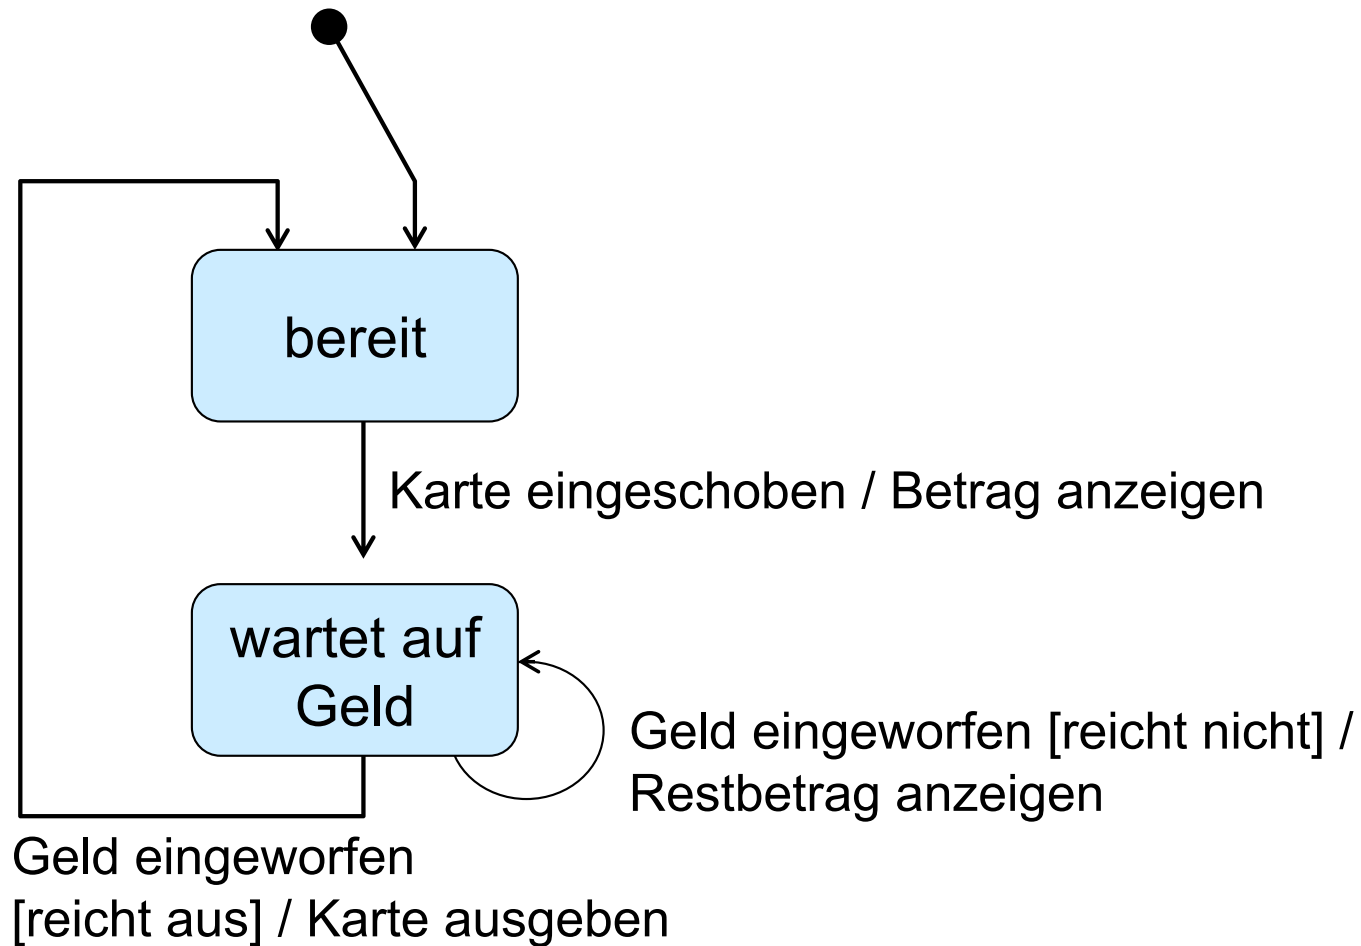 bereit
Karte eingeschoben / Betrag anzeigen
wartet auf
Geld
Geld eingeworfen [reicht nicht] /
Restbetrag anzeigen
Geld eingeworfen
[reicht aus] / Karte ausgeben